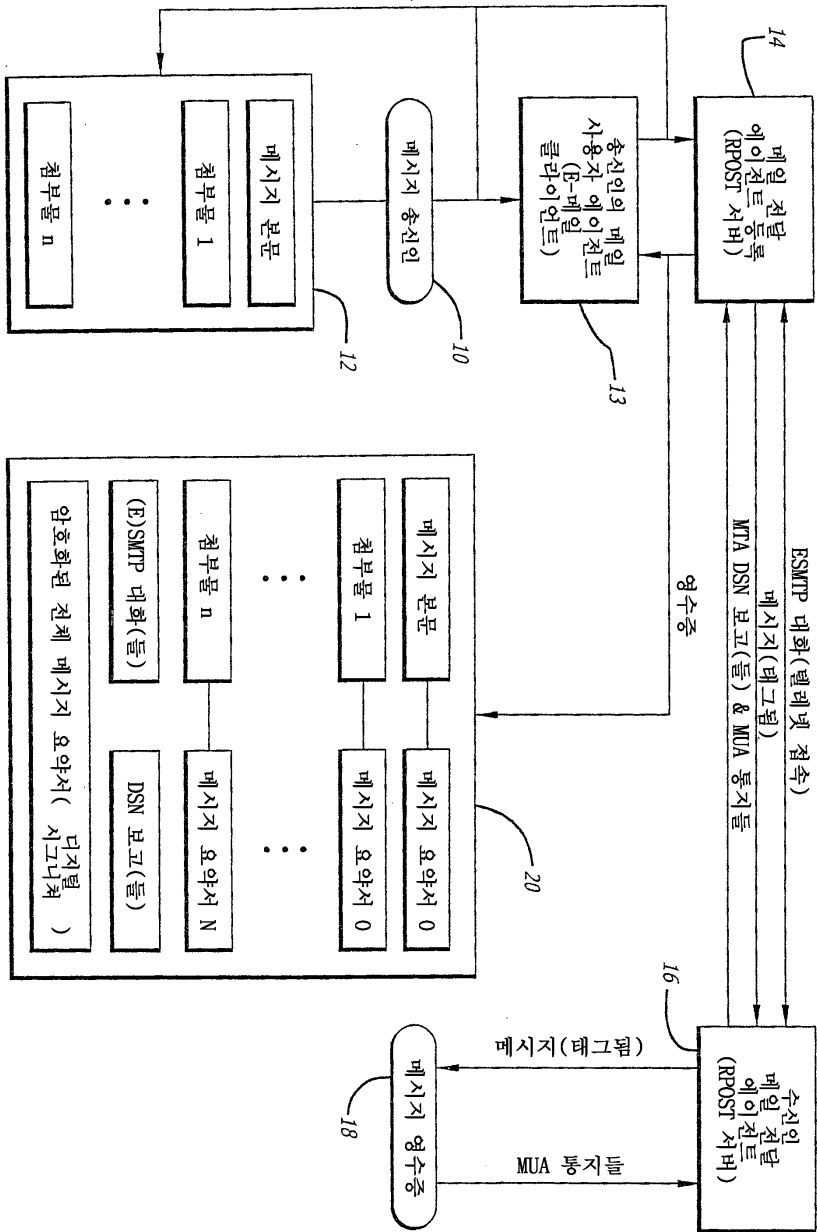 14
메일 전달
에이전트 등록
(RPOST 서버)
ESMTP 대화(텔레넷 접속)
메시지(태그됨)
MTA DSN 보고(들) & MUA 통지들
16
수신인
메일 전달
에이전트
(RPOST 서버)
송신인의 메일
사용자 에이전트
(E-메일
클라이언트)
13
영수증
메시지(태그됨)
MUA 통지들
메시지 송신인
10
메시지 영수증
18
12
메시지 본문
첨부물 1
첨부물 n
20
메시지 본문
메시지 요약서 0
첨부물 1
메시지 요약서 0
첨부물 n
메시지 요약서 N
(E)SMTP 대화(들)
DSN 보고(들)
암호화된 전체 메시지 요약서( 디지털
시그니쳐 )